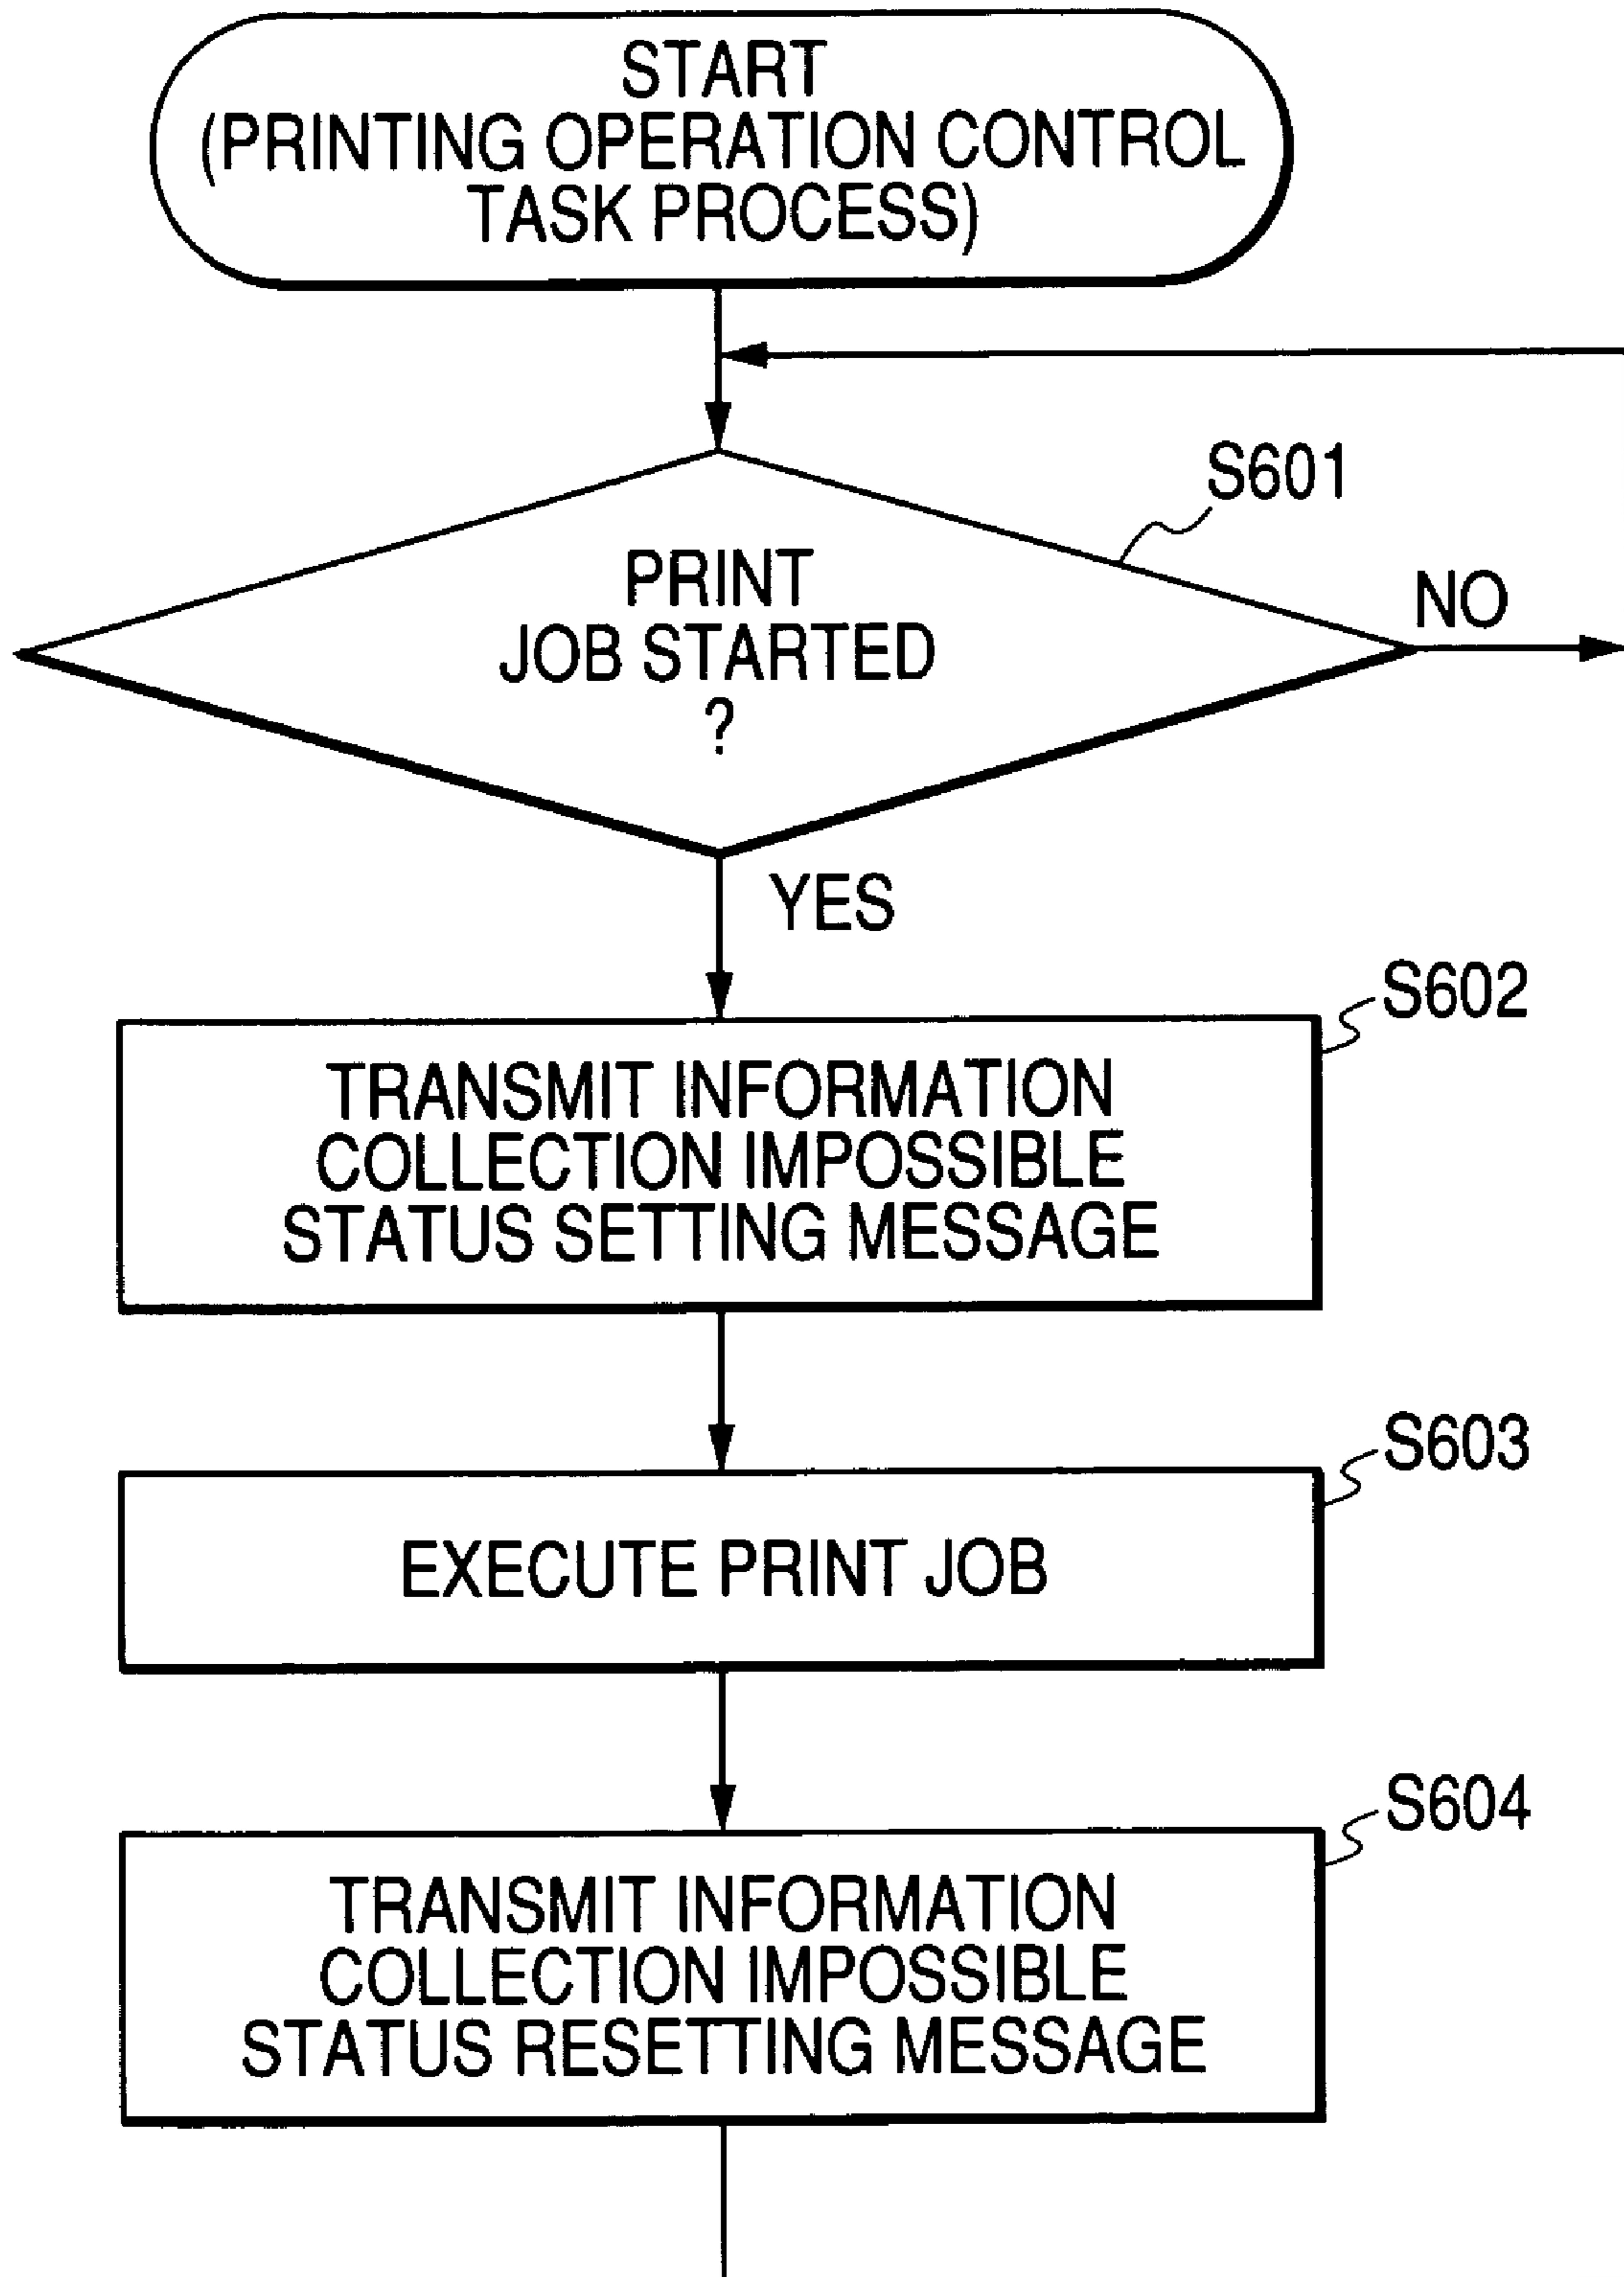 START
(PRINTING OPERATION CONTROL
TASK PROCESS)
S601
PRINT
JOB STARTED
?
NO
YES
S602
TRANSMIT INFORMATION
COLLECTION IMPOSSIBLE
STATUS SETTING MESSAGE
S603
EXECUTE PRINT JOB
S604
TRANSMIT INFORMATION
COLLECTION IMPOSSIBLE
STATUS RESETTING MESSAGE